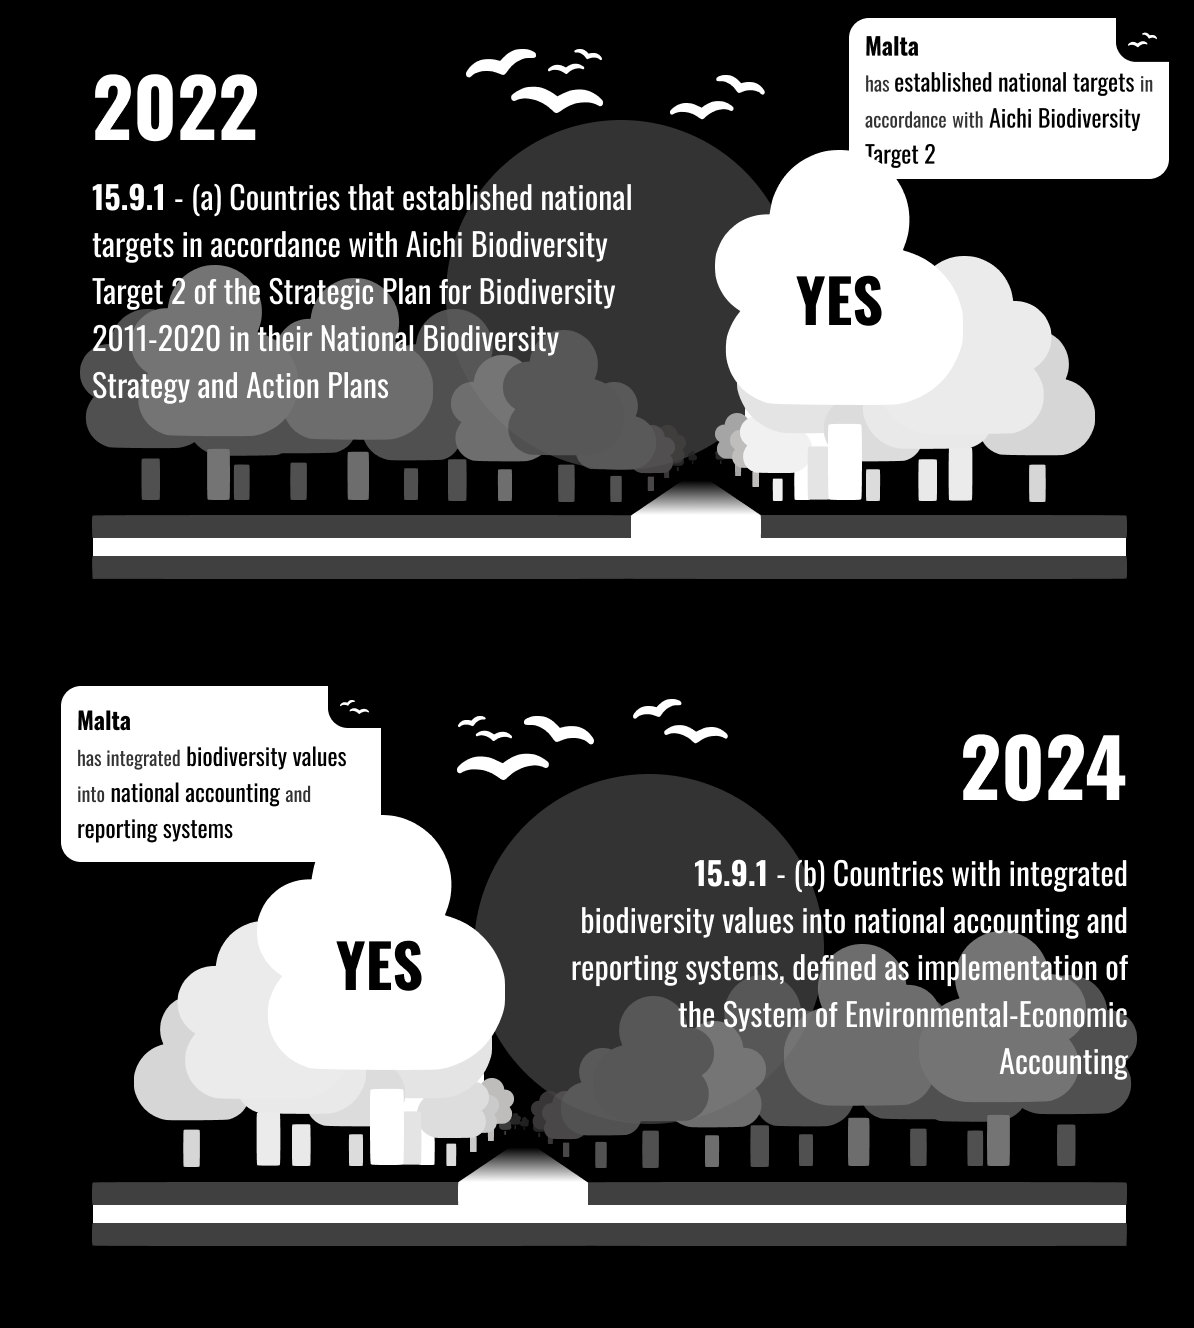 2022
15.9.1 - (a) Countries that established national
targets in accordance with Aichi Biodiversity
Target 2 of the Strategic Plan for Biodiversity
2011-2020 in their National Biodiversity
Strategy and Action Plans
Malta
has established national targets in
accordance with Aichi Biodiversity
Target 2
YES
Malta
has integrated biodiversity values
into national accounting and
reporting systems
YES
2024
15.9.1 - (b) Countries with integrated
biodiversity values into national accounting and
reporting systems, defined as implementation of
the System of Environmental-Economic
Accounting